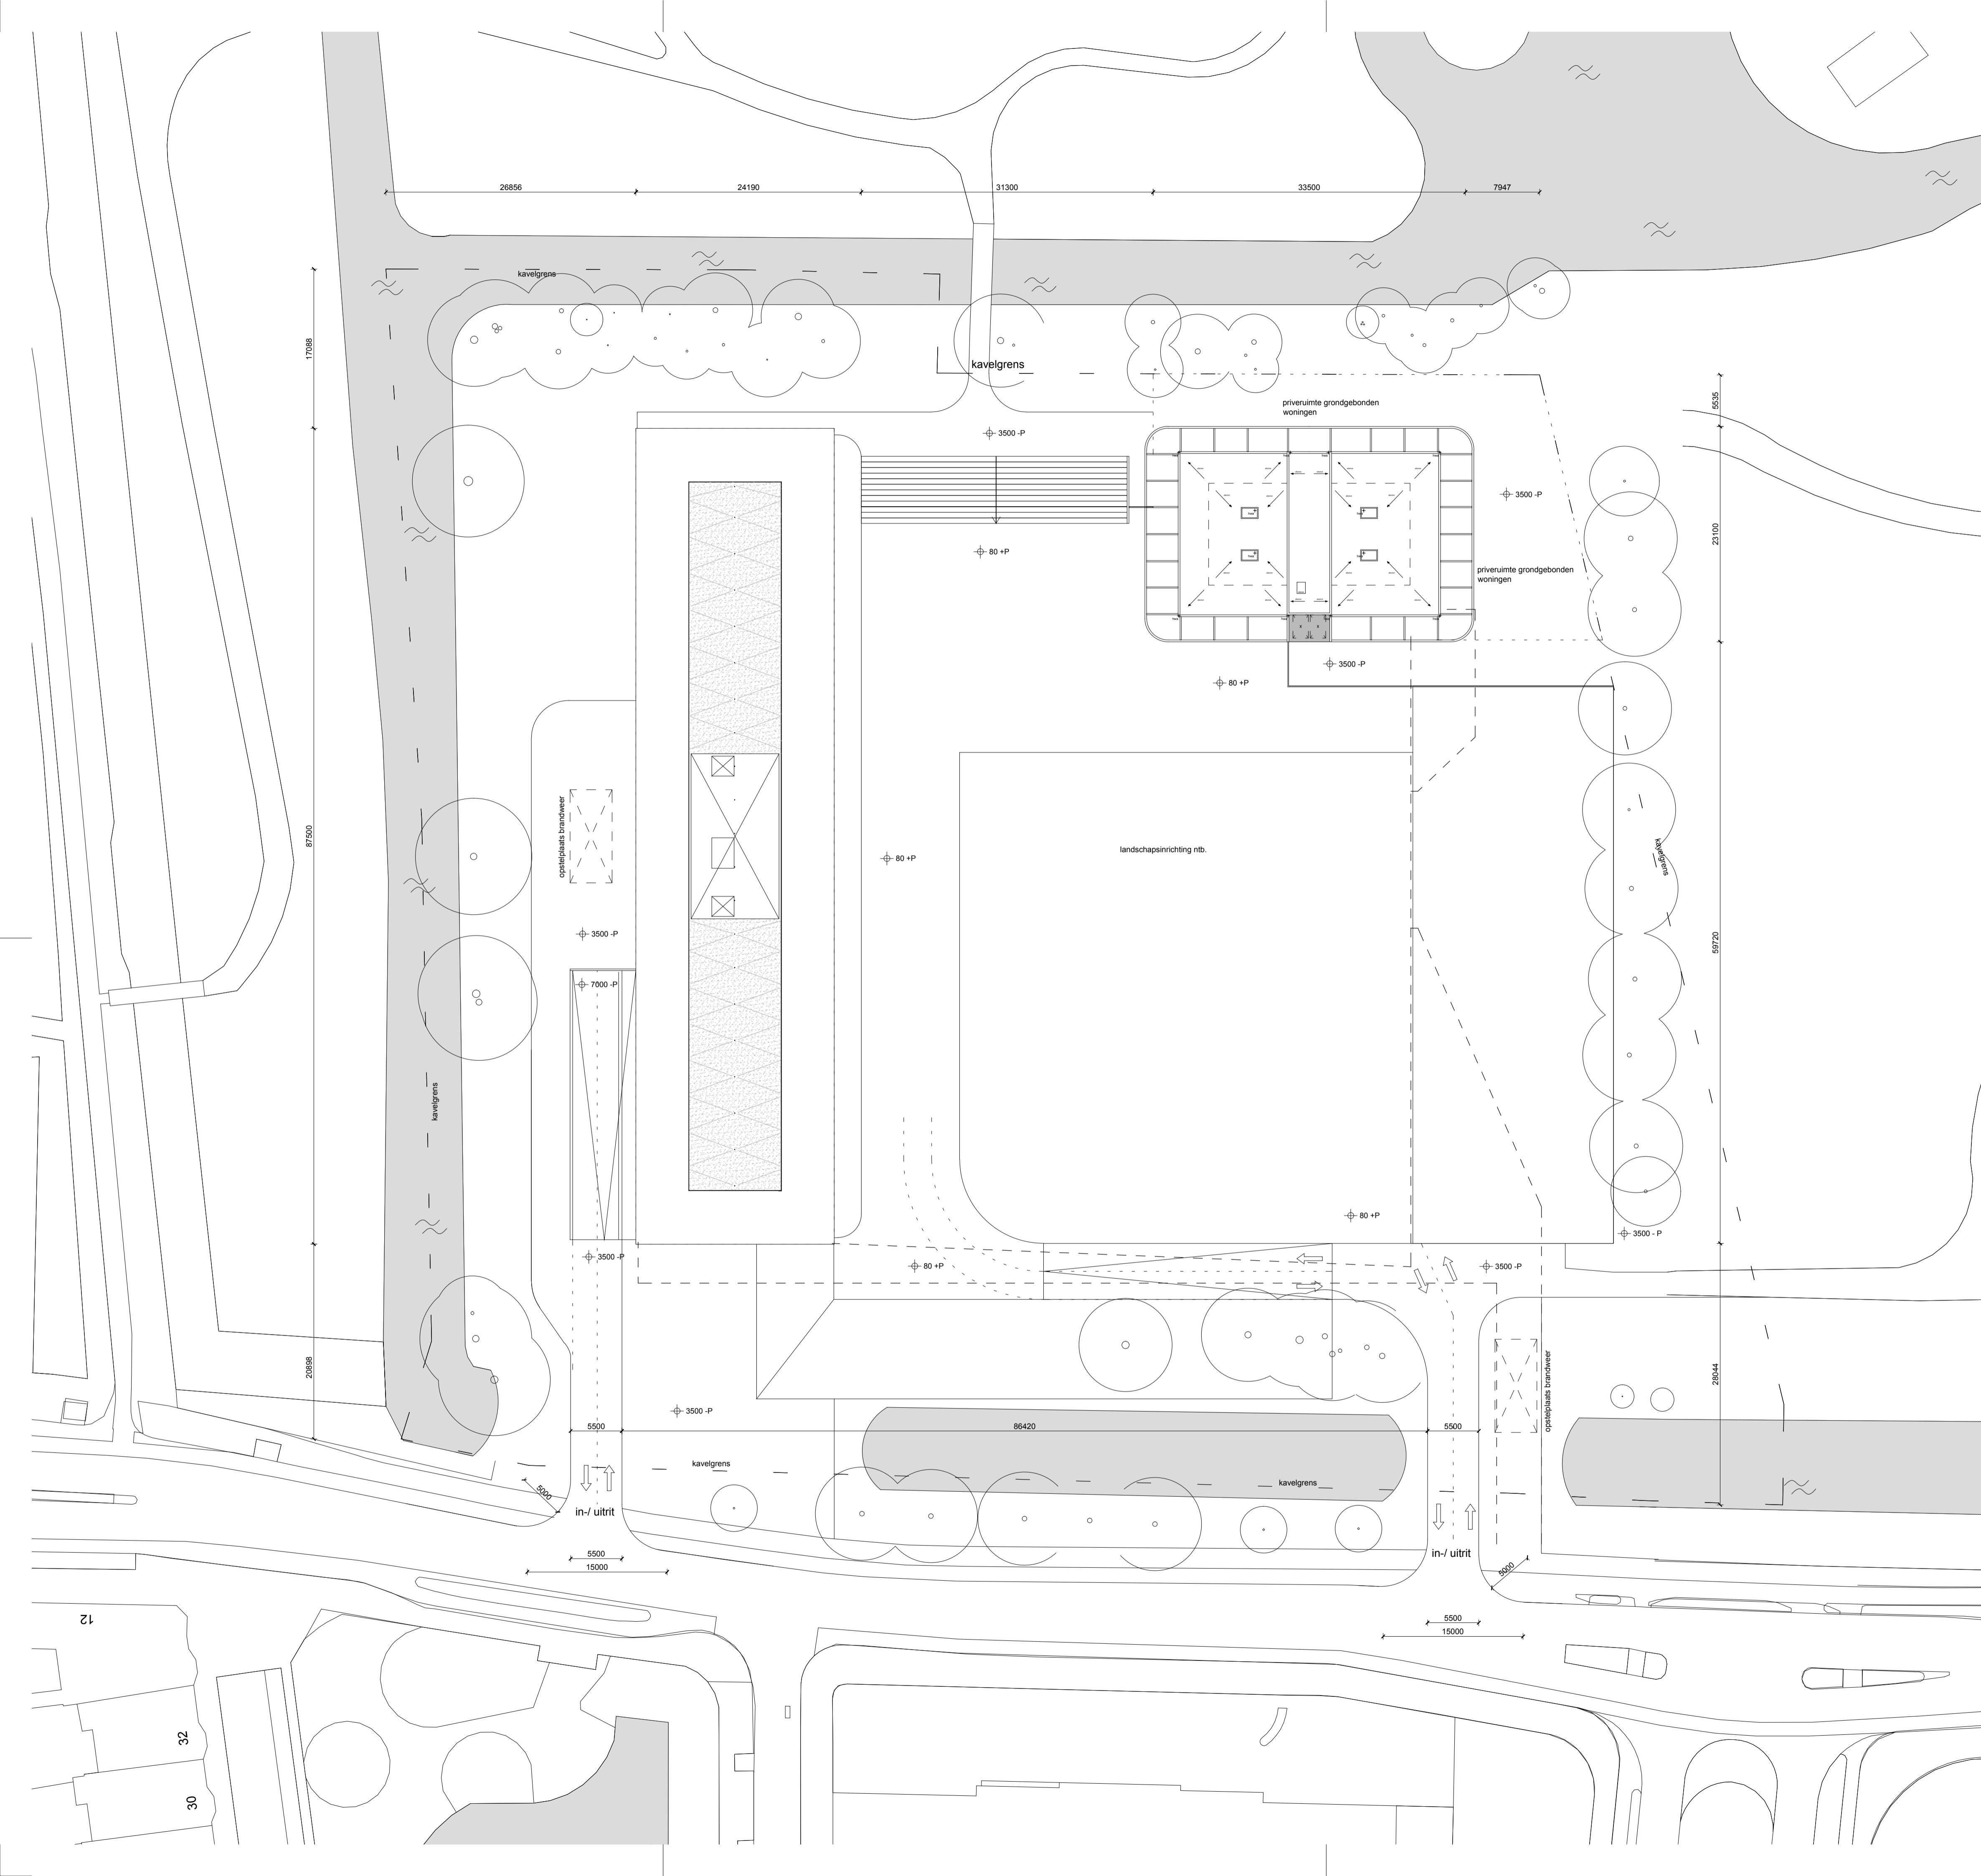 26856
24190
31300
33500
7947
kavelgrens
17088
kavelgrens
5535
priveruimte grondgebonden
woningen
3500 -P
3500 -P
80 +P
23100
priveruimte grondgebonden
woningen
3500 -P
80 +P
opstelplaats brandweer
87500
landschapsinrichting ntb.
80 +P
kavelgrens
3500 -P
59720
7000 -P
kavelgrens
80 +P
3500 - P
3500 -P
80 +P
3500 -P
20898
28044
opstelplaats brandweer
3500 -P
5500
86420
5500
kavelgrens
kavelgrens
5000
in-/ uitrit
in-/ uitrit
5500
15000
5000
12
5500
15000
32
30